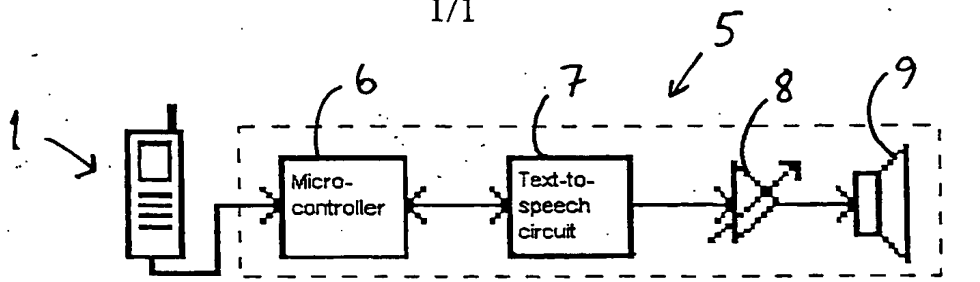 1/1
5
6
7
8
9
1
Micro-
controller
Text-to-
speech
circuit